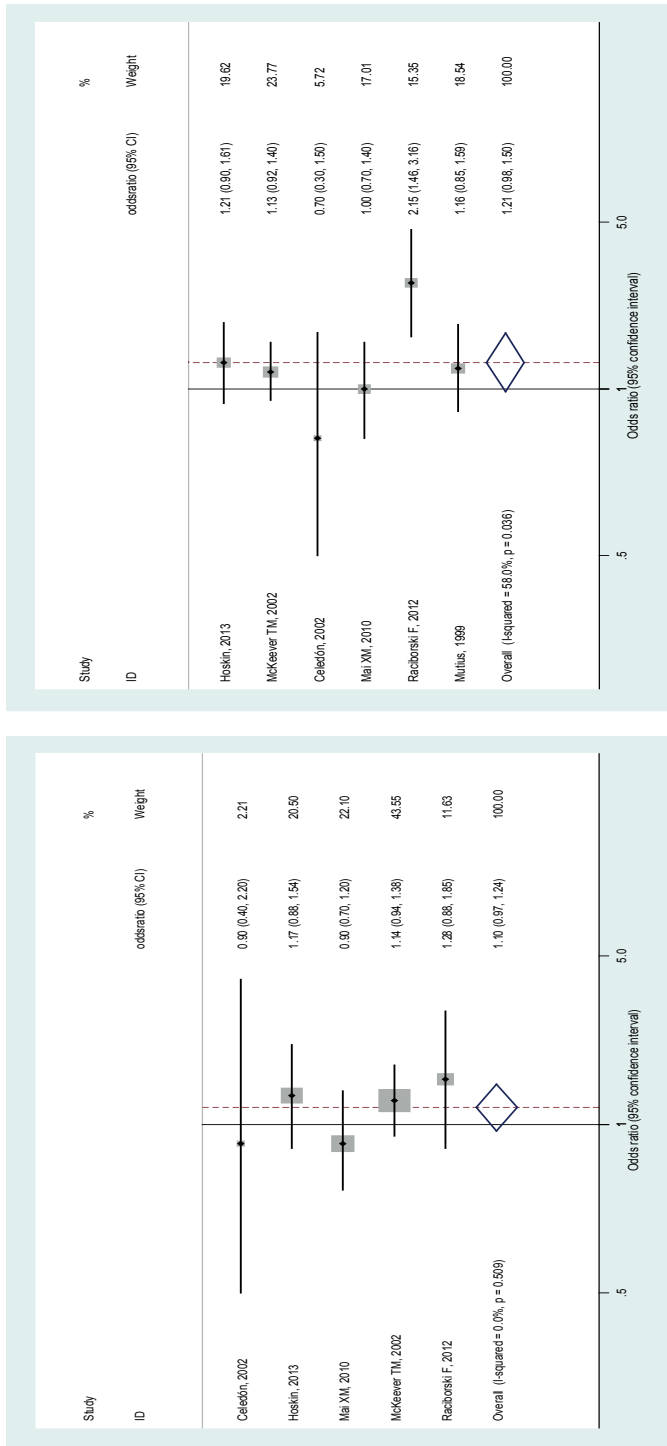 Study %
ID oddsratio (95% CI) Weight
Hoskin, 2013 1.21 (0.90, 1.61) 19.62
McKeever TM, 2002 1.13 (0.92, 1.40) 23.77
Celedón, 2002 0.70 (0.30, 1.50) 5.72
Mai XM, 2010 1.00 (0.70, 1.40) 17.01
Raciborski F, 2012 2.15 (1.46, 3.16) 15.35
Mutius, 1999 1.16 (0.85, 1.59) 18.54
Overall (I-squared = 58.0%, p = 0.036) 1.21 (0.98, 1.50) 100.00
.5 1 5.0
Odds ratio (95% confidence interval)
Study %
ID oddsratio (95% CI) Weight
Celedón, 2002 0.90 (0.40, 2.20) 2.21
Hoskin, 2013 1.17 (0.88, 1.54) 20.50
Mai XM, 2010 0.90 (0.70, 1.20) 22.10
McKeever TM, 2002 1.14 (0.94, 1.38) 43.55
Raciborski F, 2012 1.28 (0.88, 1.85) 11.63
Overall (I-squared = 0.0%, p = 0.509) 1.10 (0.97, 1.24) 100.00
.5 1 5.0
Odds ratio (95% confidence interval)